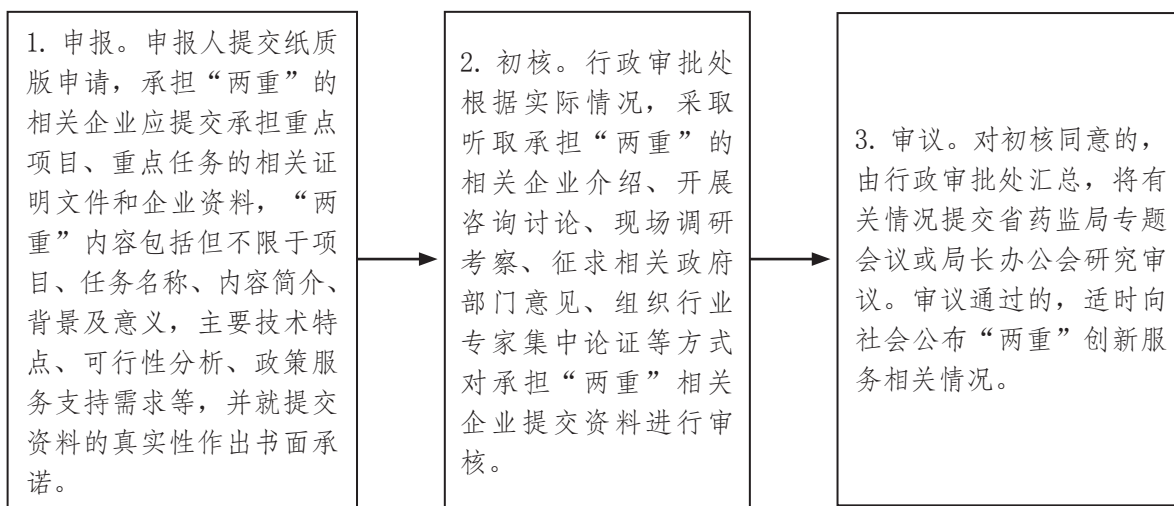 1. 申报。申报人提交纸质
版申请，承担“两重”的
相关企业应提交承担重点
项目、重点任务的相关证
明文件和企业资料，“两
重”内容包括但不限于项
目、任务名称、内容简介、
背景及意义，主要技术特
点、可行性分析、政策服
务支持需求等，并就提交
资料的真实性作出书面承
诺。
2. 初核。行政审批处
根据实际情况，采取
听取承担“两重”的
相关企业介绍、开展
咨询讨论、现场调研
考察、征求相关政府
部门意见、组织行业
专家集中论证等方式
对承担“两重”相关
企业提交资料进行审
核。
3. 审议。对初核同意的，
由行政审批处汇总，将有
关情况提交省药监局专题
会议或局长办公会研究审
议。审议通过的，适时向
社会公布“两重”创新服
务相关情况。